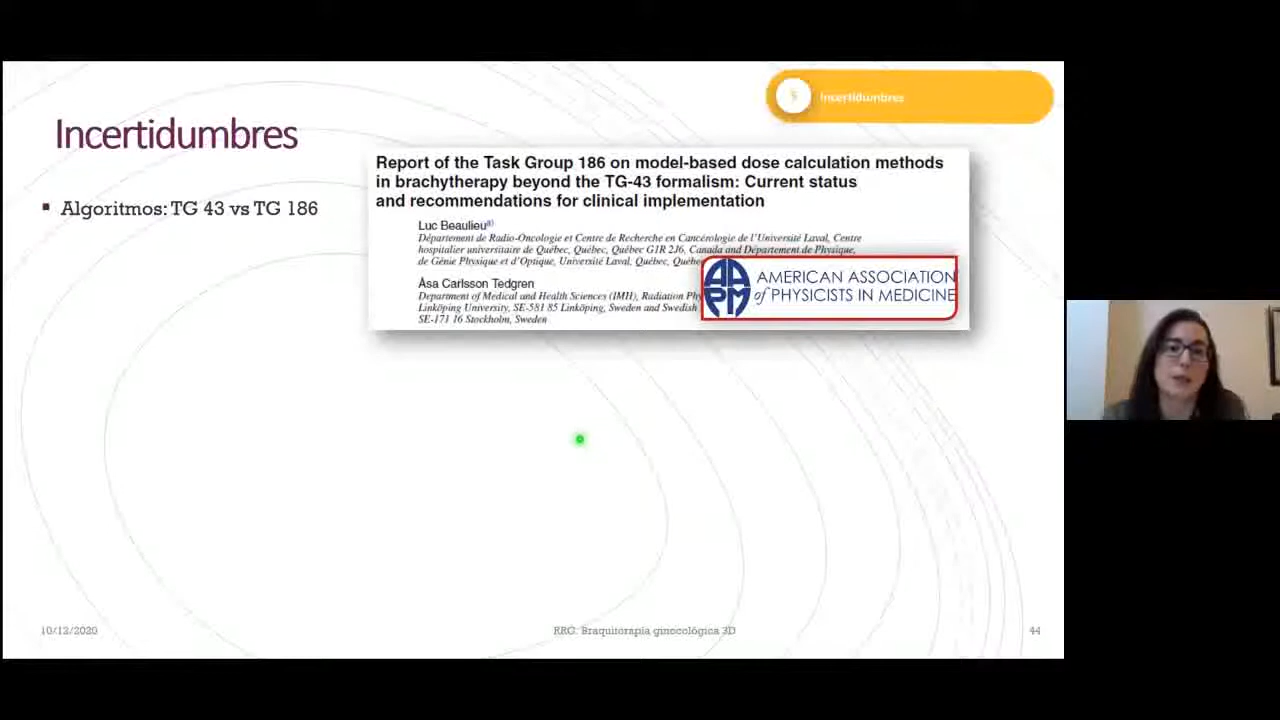 5
Incertidumbres
Incertidumbres
Report of the Task Group 186 on model-based dose calculation methods
in brachytherapy beyond the TG-43 formalism: Current status
and recommendations for clinical implementation
▪ Algoritmos: TG 43 vs TG 186
Luc Beaulieu a)
Département de Radio-Oncologie et Centre de Recherche en Cancérologie de l'Université Laval, Centre
hospitalier universitaire de Québec, Québec, Québec G1R 2J6, Canada and Département de Physique,
de Génie Physique et d'Optique, Université Laval, Québec,
Åsa Carlsson Tedgren
Department of Medical and Health Sciences (IMH), Radiation
Linköping University, SE-581 85 Linköping, Sweden and Swedish
SE-171 16 Stockholm, Sweden
AAPM
AMERICAN ASSOCIATION
of PHYSICISTS IN MEDICINE
10/12/2020
RRG. Braquiterapia ginecológica 3D
44